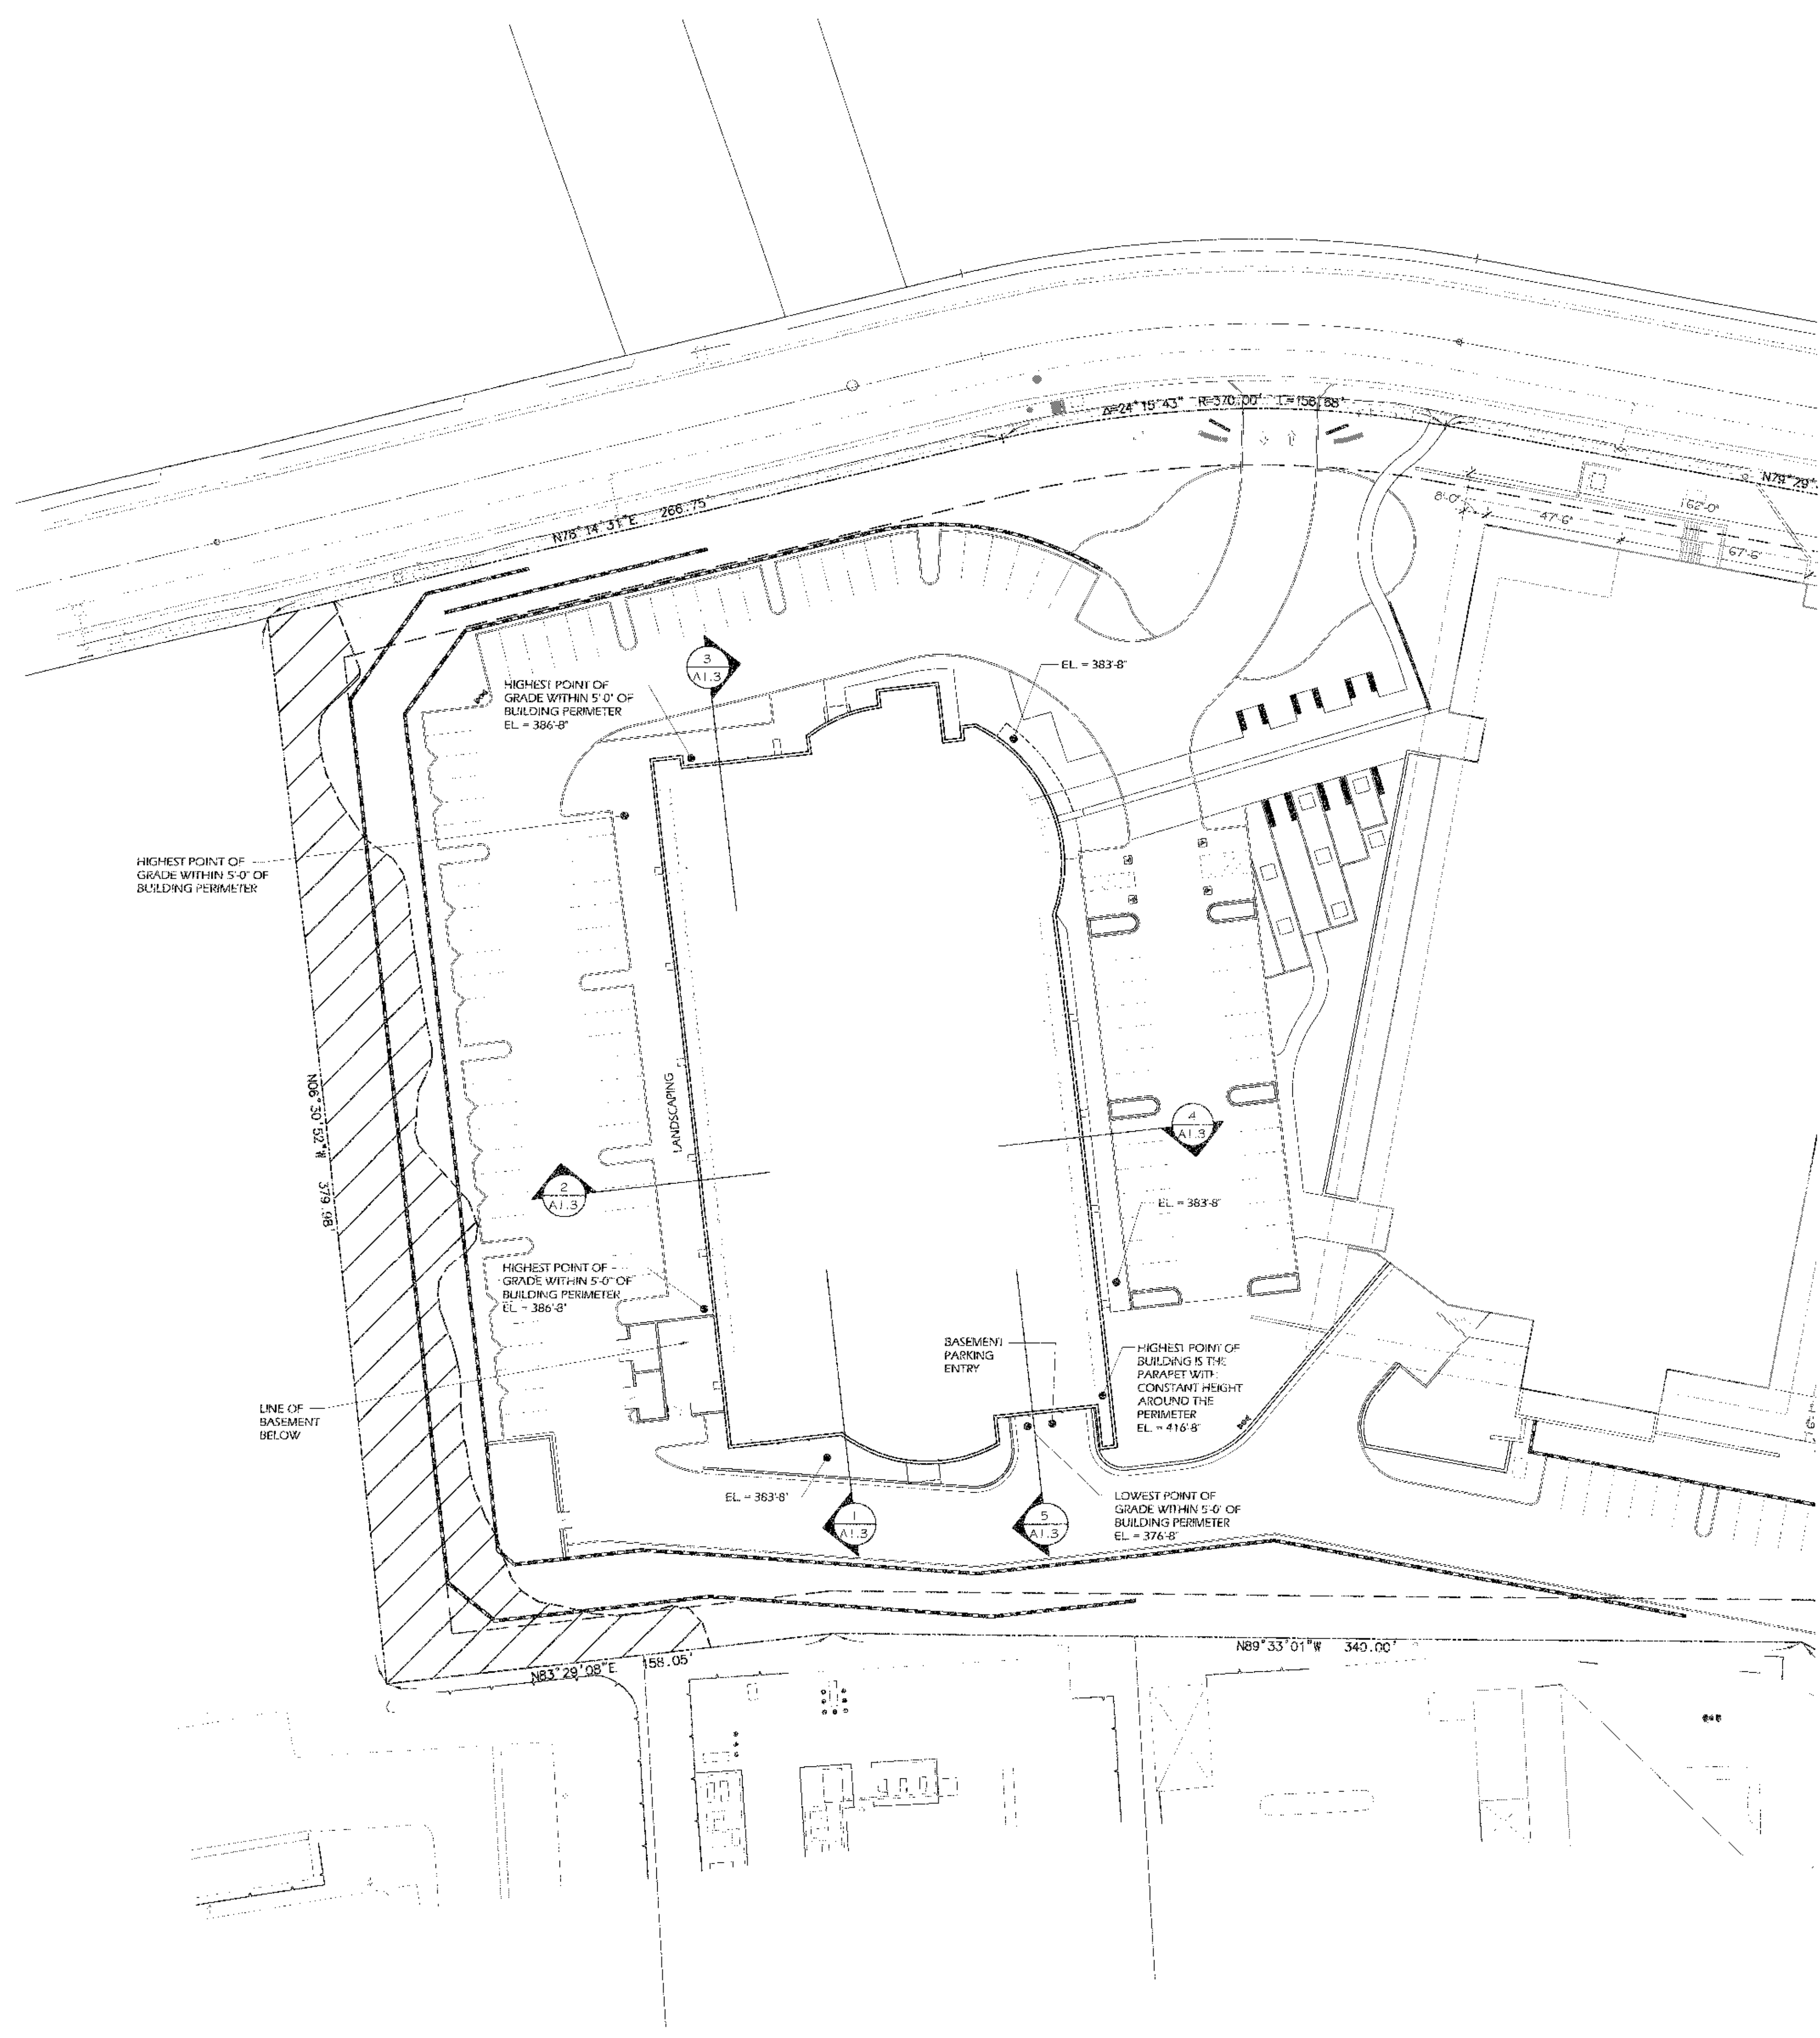 Δ=24°15'43" R=370.00'
N76°14'31"E 266.75'
N79°29'
8'-0"
47'-6"
162'-0"
67'-6"
3
A1.3
EL. = 383'-8"
HIGHEST POINT OF
GRADE WITHIN 5'-0" OF
BUILDING PERIMETER
EL. = 386'-8"
HIGHEST POINT OF
GRADE WITHIN 5'-0" OF
BUILDING PERIMETER
N06°30'52"W 379.98'
LANDSCAPING
4
A1.3
2
A1.3
EL. = 383'-8"
HIGHEST POINT OF
GRADE WITHIN 5'-0" OF
BUILDING PERIMETER
EL. = 386'-8"
BASEMENT
PARKING
ENTRY
HIGHEST POINT OF
BUILDING IS THE
PARAPET WITH
CONSTANT HEIGHT
AROUND THE
PERIMETER
EL. = 416'-8"
LINE OF
BASEMENT
BELOW
EL. = 383'-8"
1
A1.3
5
A1.3
LOWEST POINT OF
GRADE WITHIN 5'-0" OF
BUILDING PERIMETER
EL. = 376'-8"
N89°33'01"W 340.00'
N83°29'08"E 158.05'